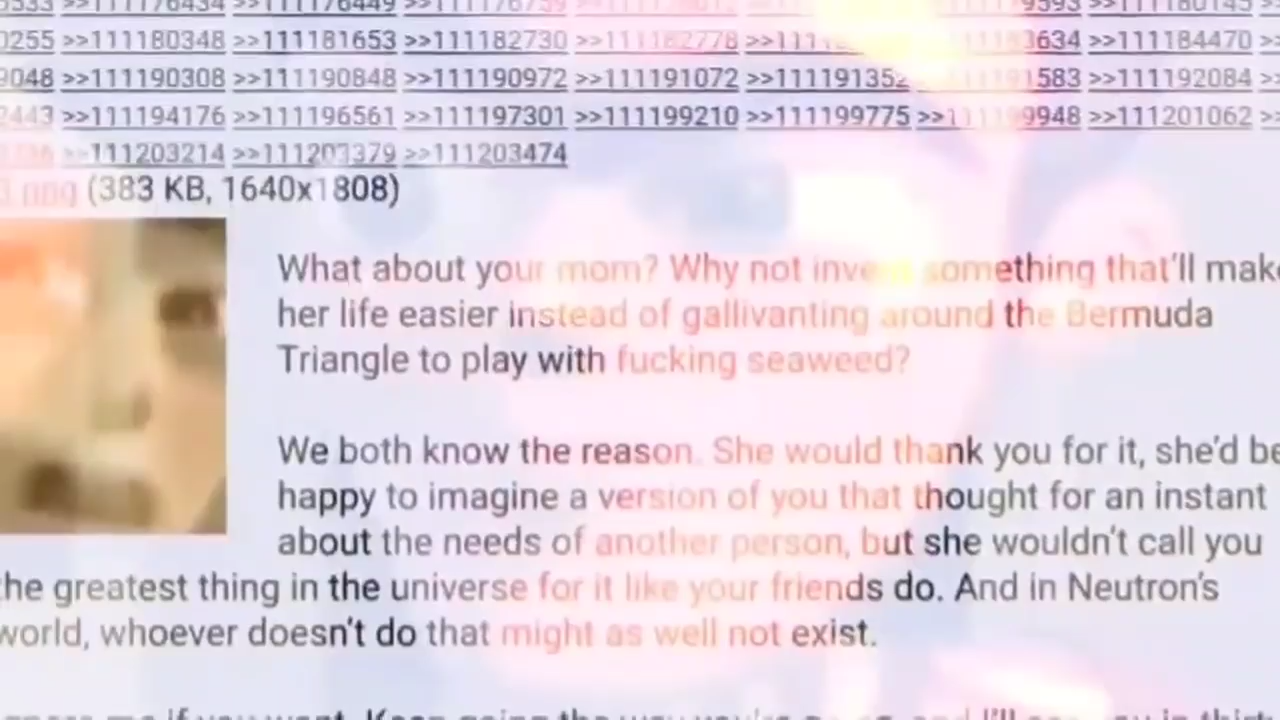 >>111180348 >>111181653 >>111182730 >>111182778 >>111184470
>>111190308 >>111190848 >>111190972 >>111191072 >>111191352 >>111192084
>>111194176 >>111196561 >>111197301 >>111199210 >>111199775 >>111199948 >>111201062
>>111203214 >>111203379 >>111203474
(383 KB, 1640x1808)
What about your mom? Why not invent something that'll make
her life easier instead of gallivanting around the Bermuda
Triangle to play with fucking seaweed?
We both know the reason. She would thank you for it, she'd be
happy to imagine a version of you that thought for an instant
about the needs of another person, but she wouldn't call you
the greatest thing in the universe for it like your friends do. And in Neutron's
world, whoever doesn't do that might as well not exist.